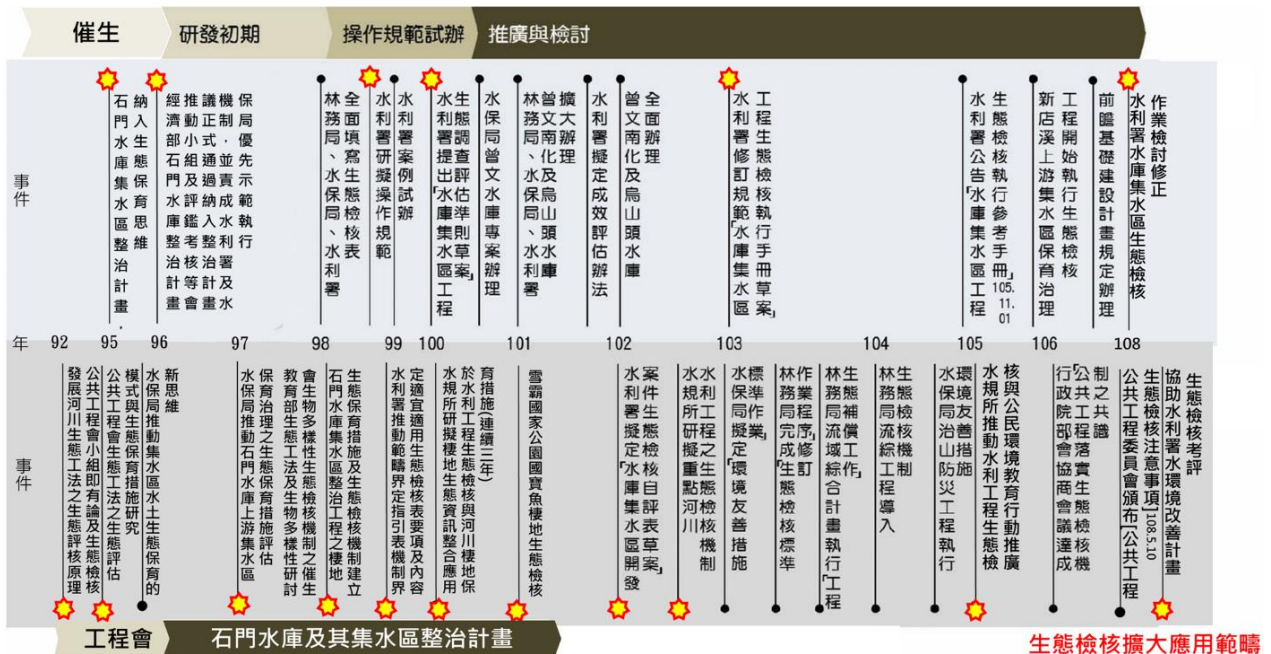 催生
研發初期
操作規範試辦
推廣與檢討
事件
石門水庫集水區整治計畫,
納入生態保育思維
經濟部石門水庫整治計畫
推動小組及評鑑考核等會
議正式通過納入整治計畫
機制,並責成水利署及水
保局優先示範執行
林務局、水保局、水利署
全面填寫生態檢核表
水利署研擬操作規範
水利署案例試辦
水利署提出「水庫集水區工程
生態調查評估準則草案」
水保局曾文水庫專案辦理
林務局、水保局、水利署
曾文南化及烏山頭水庫
擴大辦理
水利署擬定成效評估辦法
曾文南化及烏山頭水庫
全面辦理
水利署修訂規範「水庫集水區
工程生態檢核執行手冊草案」
水利署公告「水庫集水區工程
生態檢核執行參考手冊」105.11.01
新店溪上游集水區保育治理
工程開始執行生態檢核
前瞻基礎建設計畫規定辦理
水利署水庫集水區生態檢核
作業檢討修正
年 92 95 96 97 98 99 100 101 102 103 104 105 106 108
事件
發展河川生態工法之生態評核原理
公共工程會小組即有論及生態檢核
公共工程會生態工法之生態評估
模式與生態保育措施研究
水保局推動集水區水土生態保育的
新思維
水保局推動石門水庫上游集水區
保育治理之生態保育措施評估
教育部生態工法及生物多樣性研討
會生物多樣性生態檢核機制之催生
石門水庫集水區整治工程之棲地
生態保育措施及生態檢核機制建立
水利署推動範疇界定指引表機制界
定適宜適用生態檢核表要項及內容
水規所研擬棲地生態資訊整合應用
於水利工程生態檢核與河川棲地保
育措施(連續三年)
雪霸國家公園國寶魚棲地生態檢核
水利署擬定「水庫集水區開發
案件生態檢核自評表草案」
水規所研擬重點河川
水利工程之生態檢核機制
水保局擬定「環境友善措施
標準作業」
林務局完成「生態檢核標準
作業程序」修訂
林務局流域綜合計畫執行「工程
生態補償工作」
林務局流綜工程導入
生態檢核機制
水保局治山防災工程執行
環境友善措施
水規所推動水利工程生態檢
核與公民環境教育行動推廣
行政院部會協商會議達成
「公共工程落實生態檢核機
制之共識
公共工程委員會頒布[公共工程
生態檢核注意事項]108.5.10
協助水利署水環境改善計畫
生態檢核考評
工程會
石門水庫及其集水區整治計畫
生態檢核擴大應用範疇